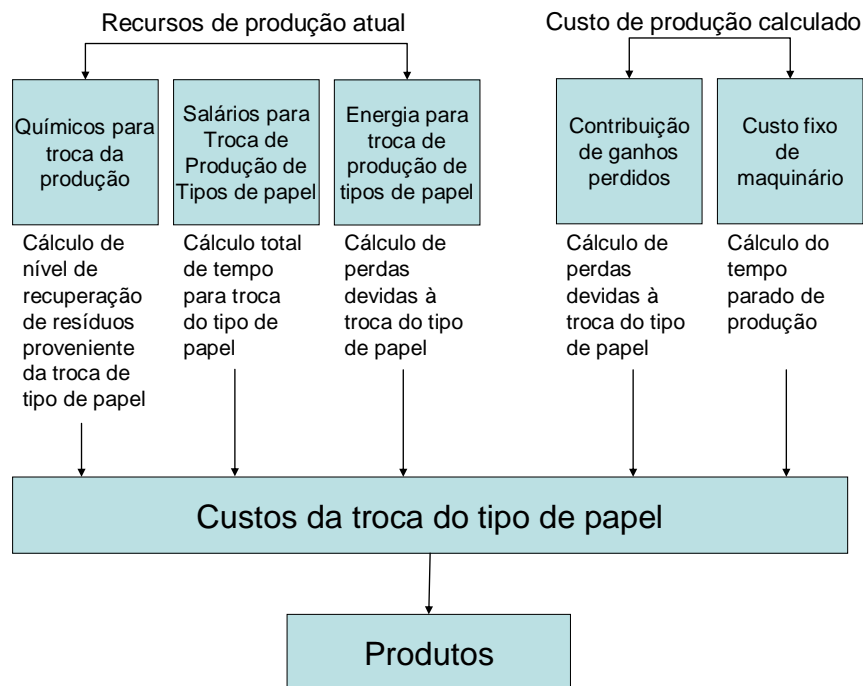 Recursos de produção atual
Custo de produção calculado
Químicos para
troca da
produção
Salários para
Troca de
Produção de
Tipos de papel
Energia para
troca de
produção de
tipos de papel
Contribuição
de ganhos
perdidos
Custo fixo
de
maquinário
Cálculo de
nível de
recuperação
de resíduos
proveniente
da troca de
tipo de papel
Cálculo total
de tempo
para troca
do tipo de
papel
Cálculo de
perdas
devidas à
troca do tipo
de papel
Cálculo de
perdas
devidas à
troca do tipo
de papel
Cálculo do
tempo
parado de
produção
Custos da troca do tipo de papel
Produtos